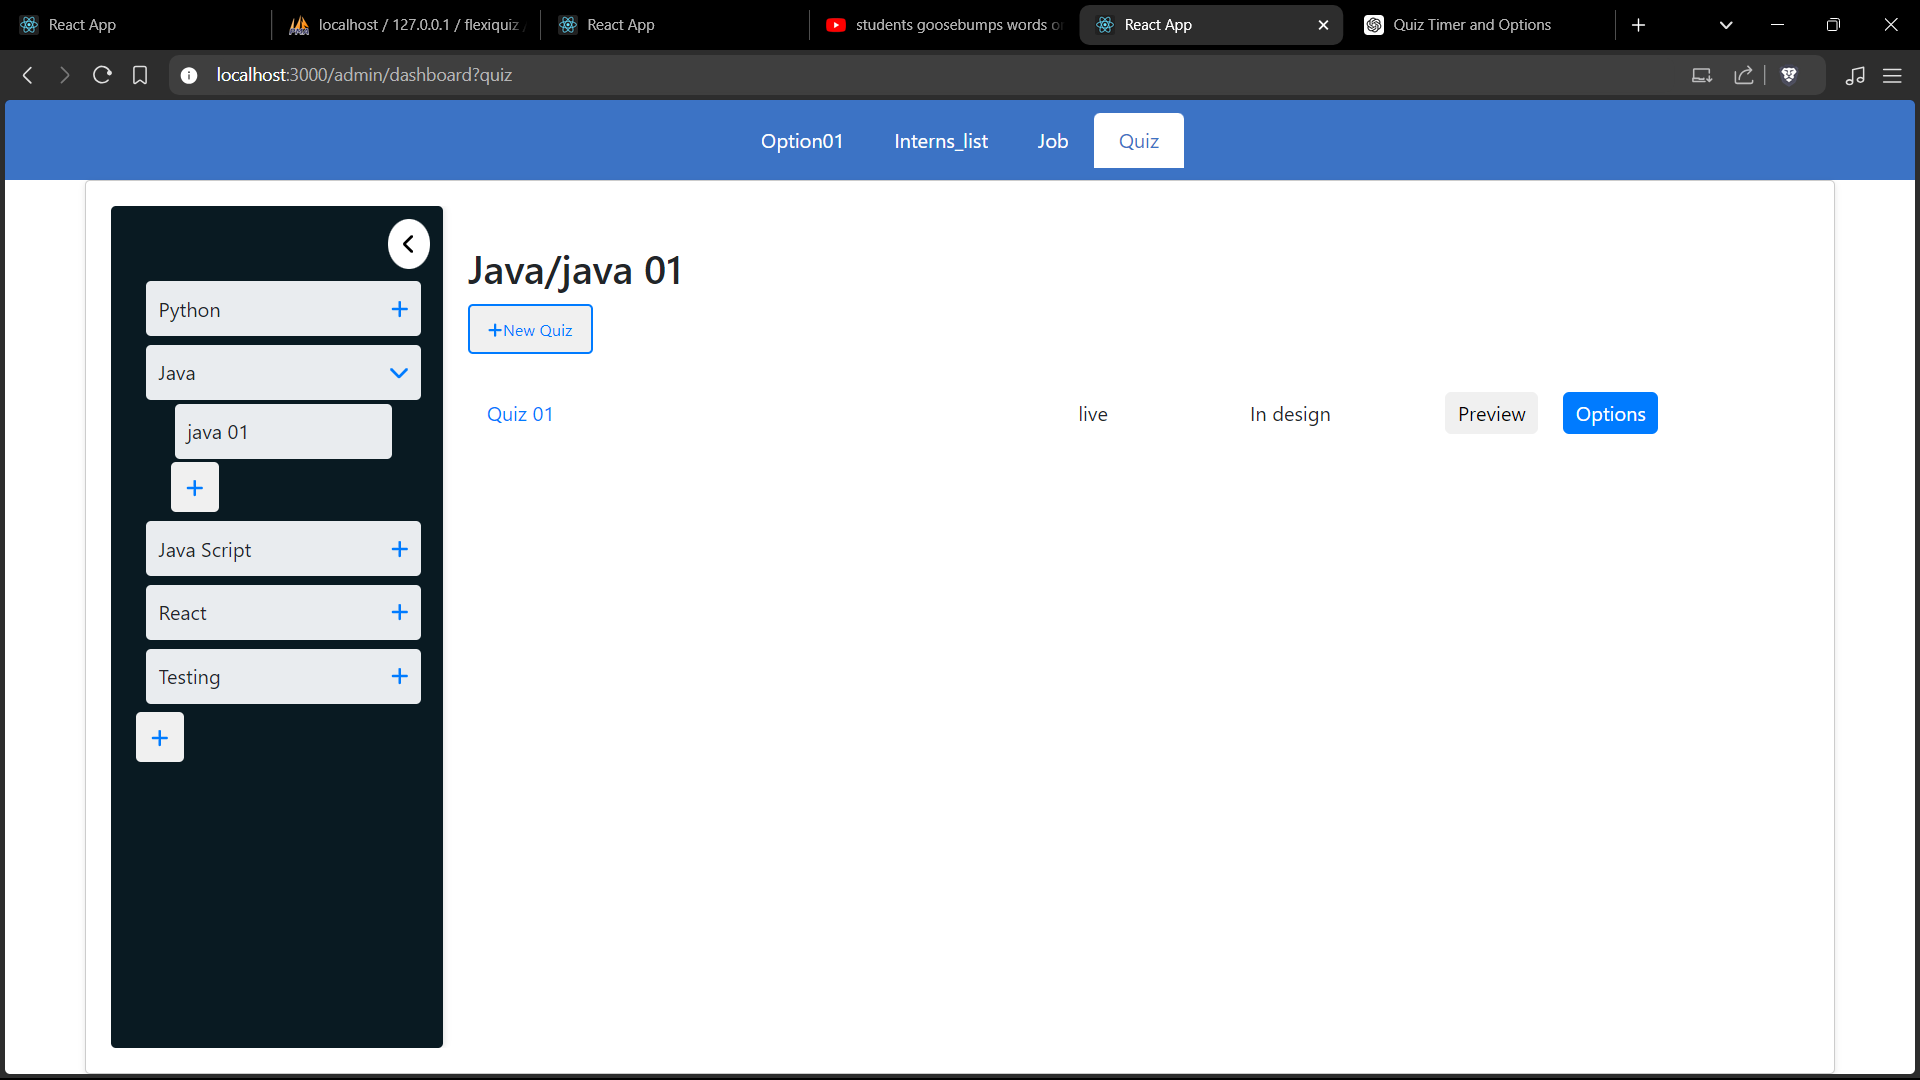 React App
localhost / 127.0.0.1 / flexiquiz
React App
students goosebumps words
React App
Quiz Timer and Options
localhost:3000/admin/dashboard?quiz
Option01
Interns_list
Job
Quiz
Python
Java
java 01
Java Script
React
Testing
Java/java 01
+New Quiz
Quiz 01
live
In design
Preview
Options